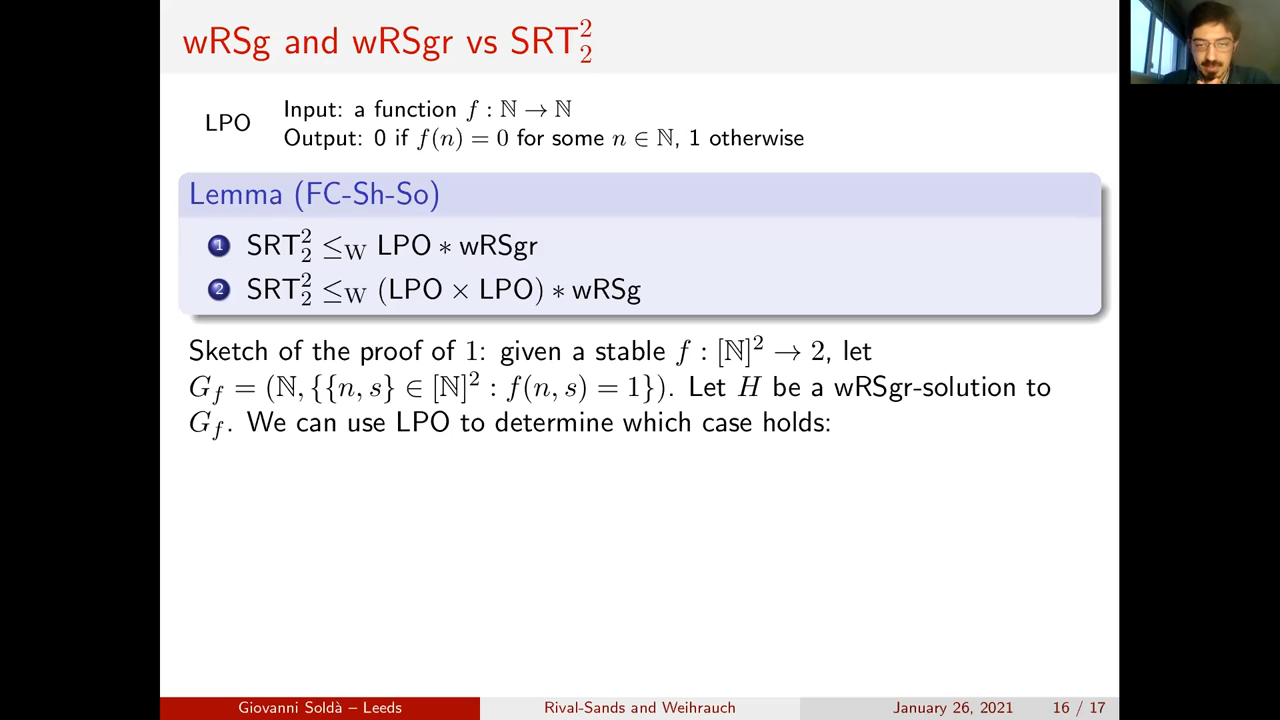 wRSg and wRSgr vs SRT²₂
LPO
Input: a function f : ℕ → ℕ
Output: 0 if f(n) = 0 for some n ∈ ℕ, 1 otherwise
Lemma (FC-Sh-So)
1 SRT²₂ ≤_W LPO ∗ wRSgr
2 SRT²₂ ≤_W (LPO × LPO) ∗ wRSg
Sketch of the proof of 1: given a stable f : [ℕ]² → 2, let
G_f = (ℕ, {{n, s} ∈ [ℕ]² : f(n, s) = 1}). Let H be a wRSgr-solution to
G_f. We can use LPO to determine which case holds:
Giovanni Soldà – Leeds
Rival-Sands and Weihrauch
January 26, 2021
16 / 17